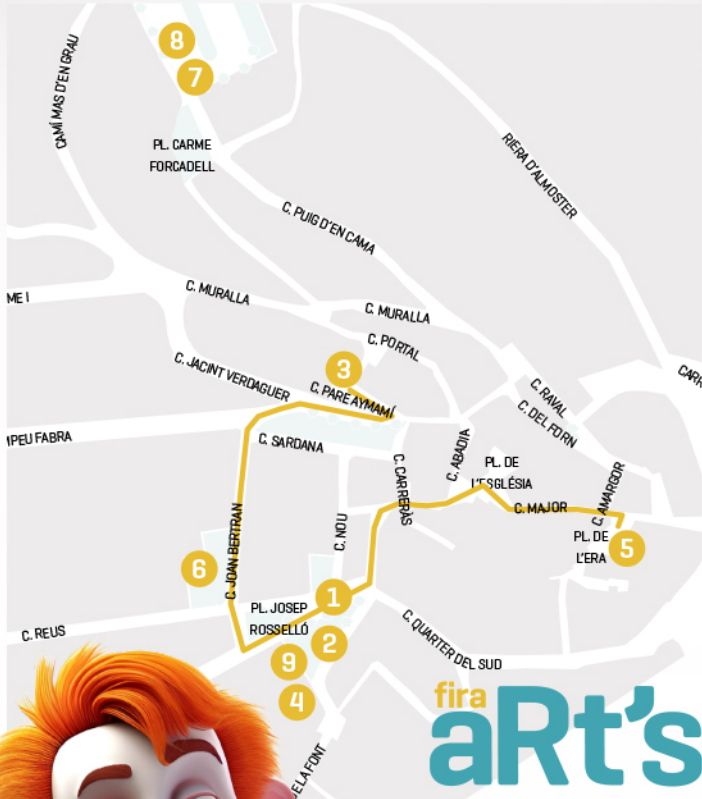 8
7
CAMÍ MAS D'EN GRAU
PL. CARME
FORCADELL
RIERA D'ALMOSTER
C. PUIG D'EN CAMA
ME I
C. MURALLA
C. MURALLA
C. PORTAL
3
C. JACINT VERDAGUER
C. PARE AYMAMÍ
CARR
C. RAVAL
C. DEL FORN
MPEU FABRA
C. SARDANA
C. CARRERÀS
C. ABADIA
PL. DE
L'ESGLÉSIA
C. AMARGOR
C. MAJOR
C. NOU
C. JOAN BERTRAN
PL. DE
L'ERA
5
6
1
PL. JOSEP
ROSSELLÓ
2
C. REUS
9
4
C. QUARTER DEL SUD
E LA FONT
fira
aRt's